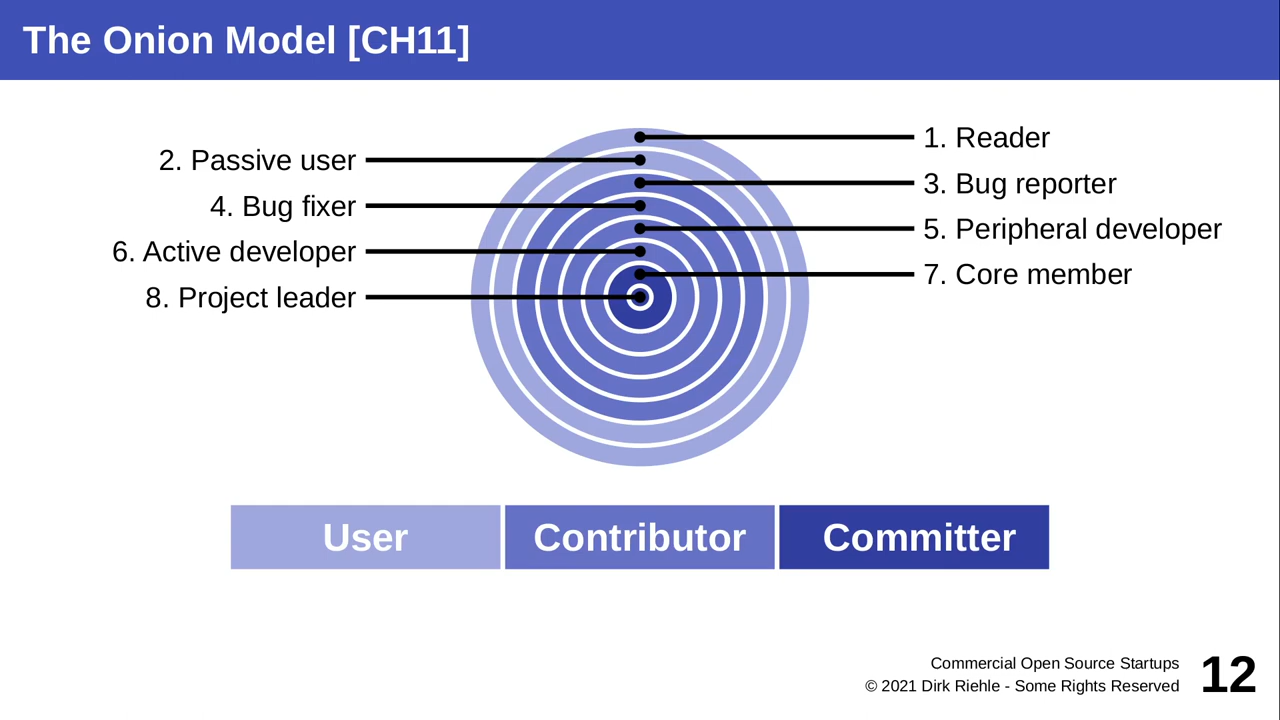 The Onion Model [CH11]
1. Reader
2. Passive user
3. Bug reporter
4. Bug fixer
5. Peripheral developer
6. Active developer
7. Core member
8. Project leader
User
Contributor
Committer
Commercial Open Source Startups
© 2021 Dirk Riehle - Some Rights Reserved
12